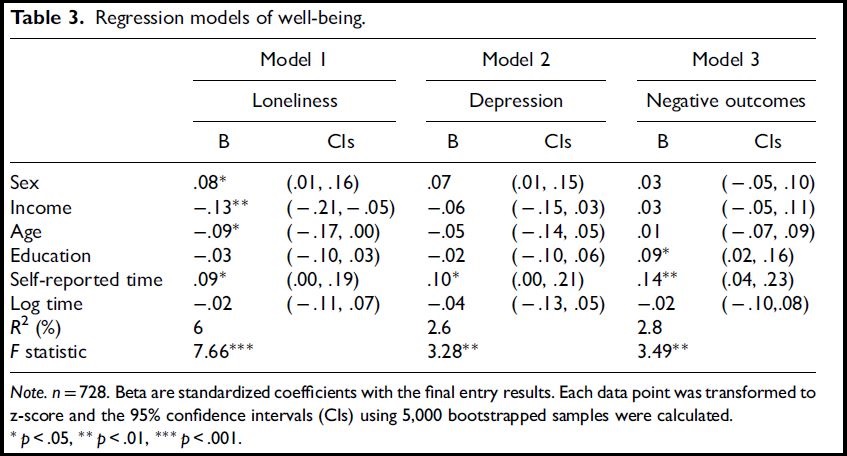 Table 3. Regression models of well-being.
Model 1 Model 2 Model 3
Loneliness Depression Negative outcomes
B CIs B CIs B CIs
Sex .08* (.01, .16) .07 (.01, .15) .03 (−.05, .10)
Income −.13** (−.21,−.05) −.06 (−.15, .03) .03 (−.05, .11)
Age −.09* (−.17, .00) −.05 (−.14, .05) .01 (−.07, .09)
Education −.03 (−.10, .03) −.02 (−.10, .06) .09* (.02, .16)
Self-reported time .09* (.00, .19) .10* (.00, .21) .14** (.04, .23)
Log time −.02 (−.11, .07) −.04 (−.13, .05) −.02 (−.10,.08)
R² (%) 6 2.6 2.8
F statistic 7.66*** 3.28** 3.49**
Note. n = 728. Beta are standardized coefficients with the final entry results. Each data point was transformed to
z-score and the 95% confidence intervals (CIs) using 5,000 bootstrapped samples were calculated.
* p < .05, ** p < .01, *** p < .001.